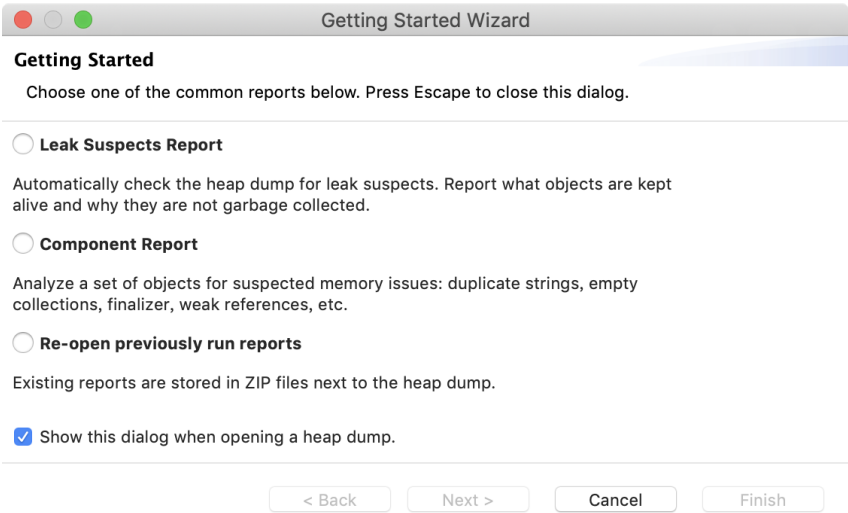 Getting Started Wizard
Getting Started
Choose one of the common reports below. Press Escape to close this dialog.
Leak Suspects Report
Automatically check the heap dump for leak suspects. Report what objects are kept
alive and why they are not garbage collected.
Component Report
Analyze a set of objects for suspected memory issues: duplicate strings, empty
collections, finalizer, weak references, etc.
Re-open previously run reports
Existing reports are stored in ZIP files next to the heap dump.
Show this dialog when opening a heap dump.
< Back Next > Cancel Finish